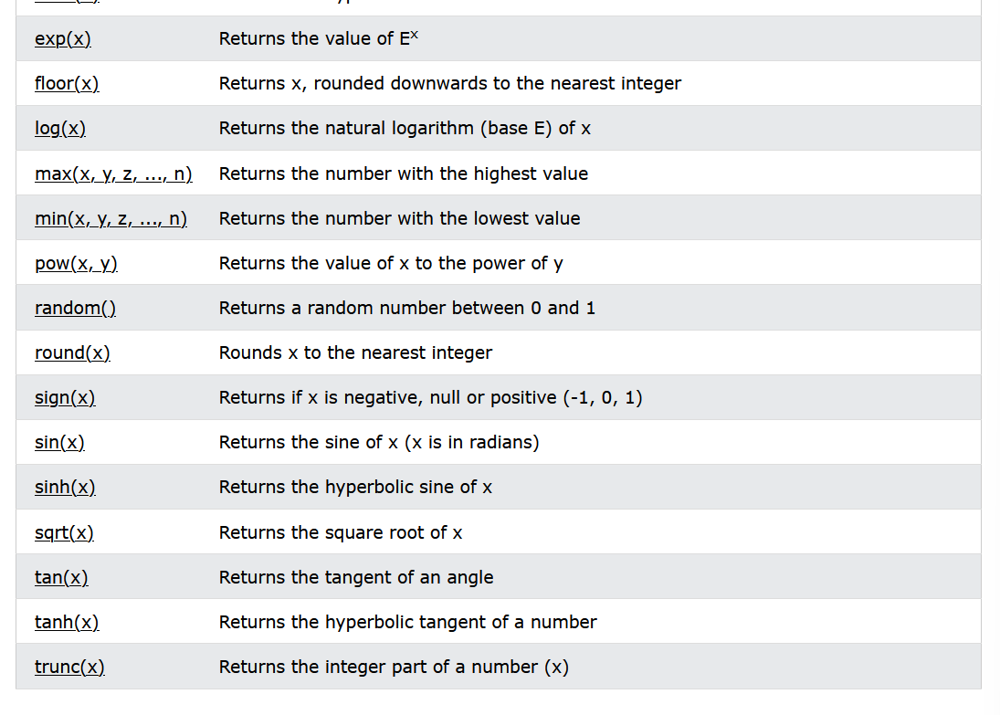 exp(x) Returns the value of Eˣ
floor(x) Returns x, rounded downwards to the nearest integer
log(x) Returns the natural logarithm (base E) of x
max(x, y, z, ..., n) Returns the number with the highest value
min(x, y, z, ..., n) Returns the number with the lowest value
pow(x, y) Returns the value of x to the power of y
random() Returns a random number between 0 and 1
round(x) Rounds x to the nearest integer
sign(x) Returns if x is negative, null or positive (-1, 0, 1)
sin(x) Returns the sine of x (x is in radians)
sinh(x) Returns the hyperbolic sine of x
sqrt(x) Returns the square root of x
tan(x) Returns the tangent of an angle
tanh(x) Returns the hyperbolic tangent of a number
trunc(x) Returns the integer part of a number (x)